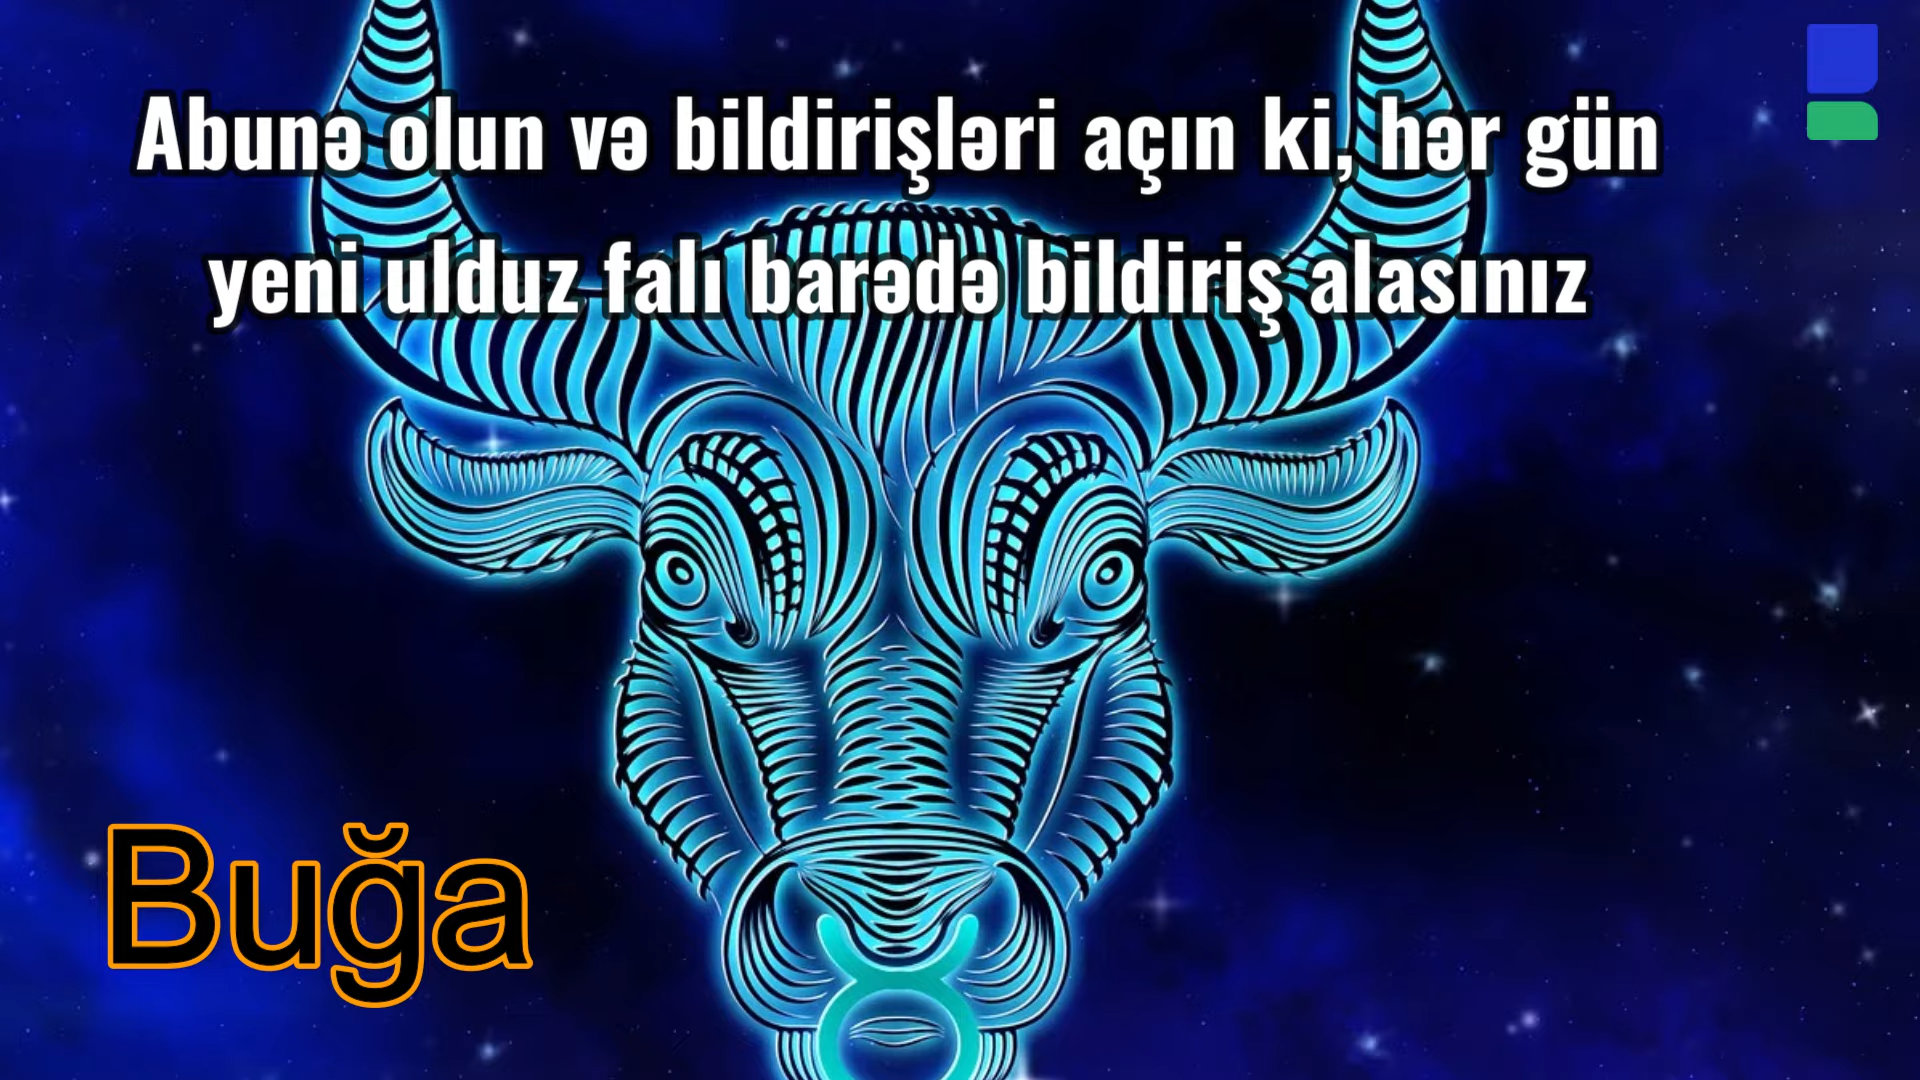 Abunə olun və bildirişləri açın ki, hər gün
yeni ulduz falı barədə bildiriş alasınız
Buğa